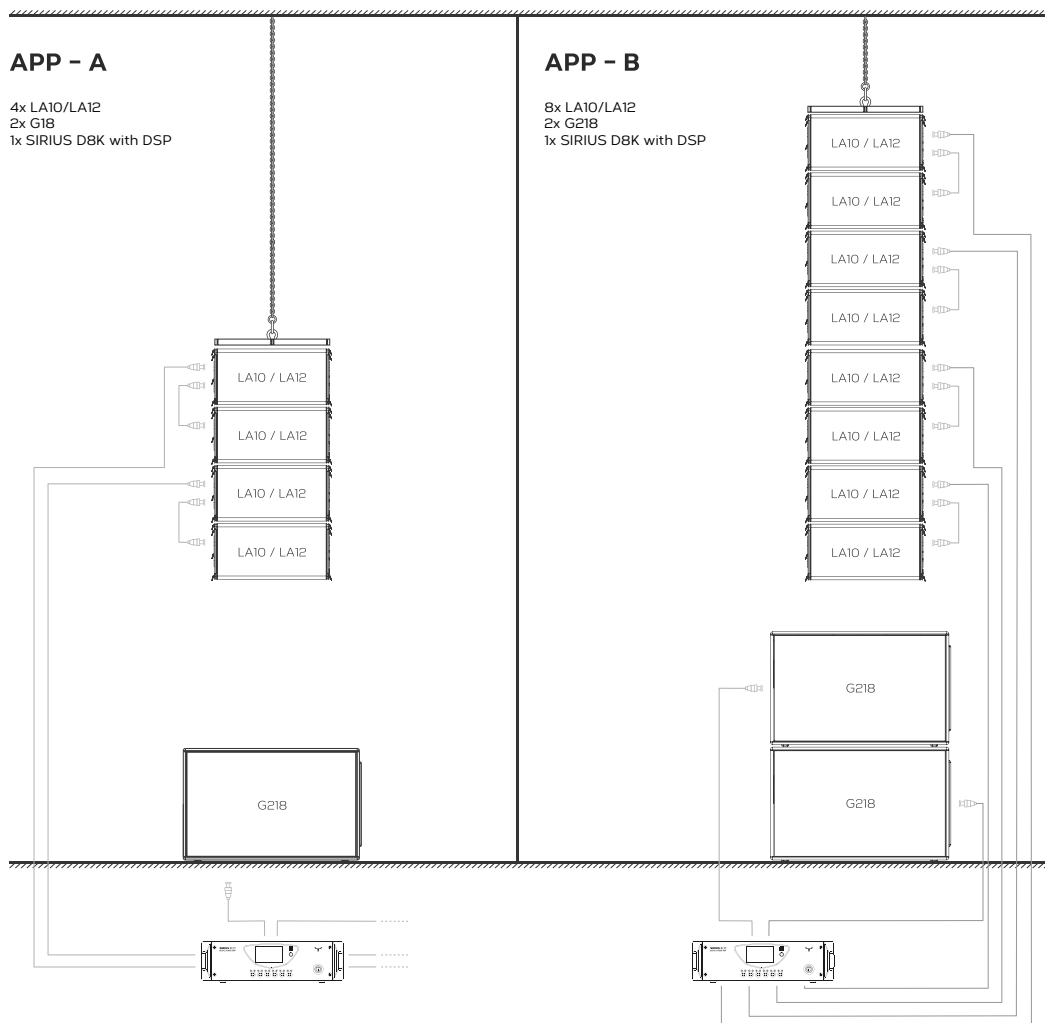 APP – A
4x LA10/LA12
2x G18
1x SIRIUS D8K with DSP
LA10 / LA12
LA10 / LA12
LA10 / LA12
LA10 / LA12
G218
SIRIUS
APP – B
8x LA10/LA12
2x G218
1x SIRIUS D8K with DSP
LA10 / LA12
LA10 / LA12
LA10 / LA12
LA10 / LA12
LA10 / LA12
LA10 / LA12
LA10 / LA12
LA10 / LA12
G218
G218
SIRIUS